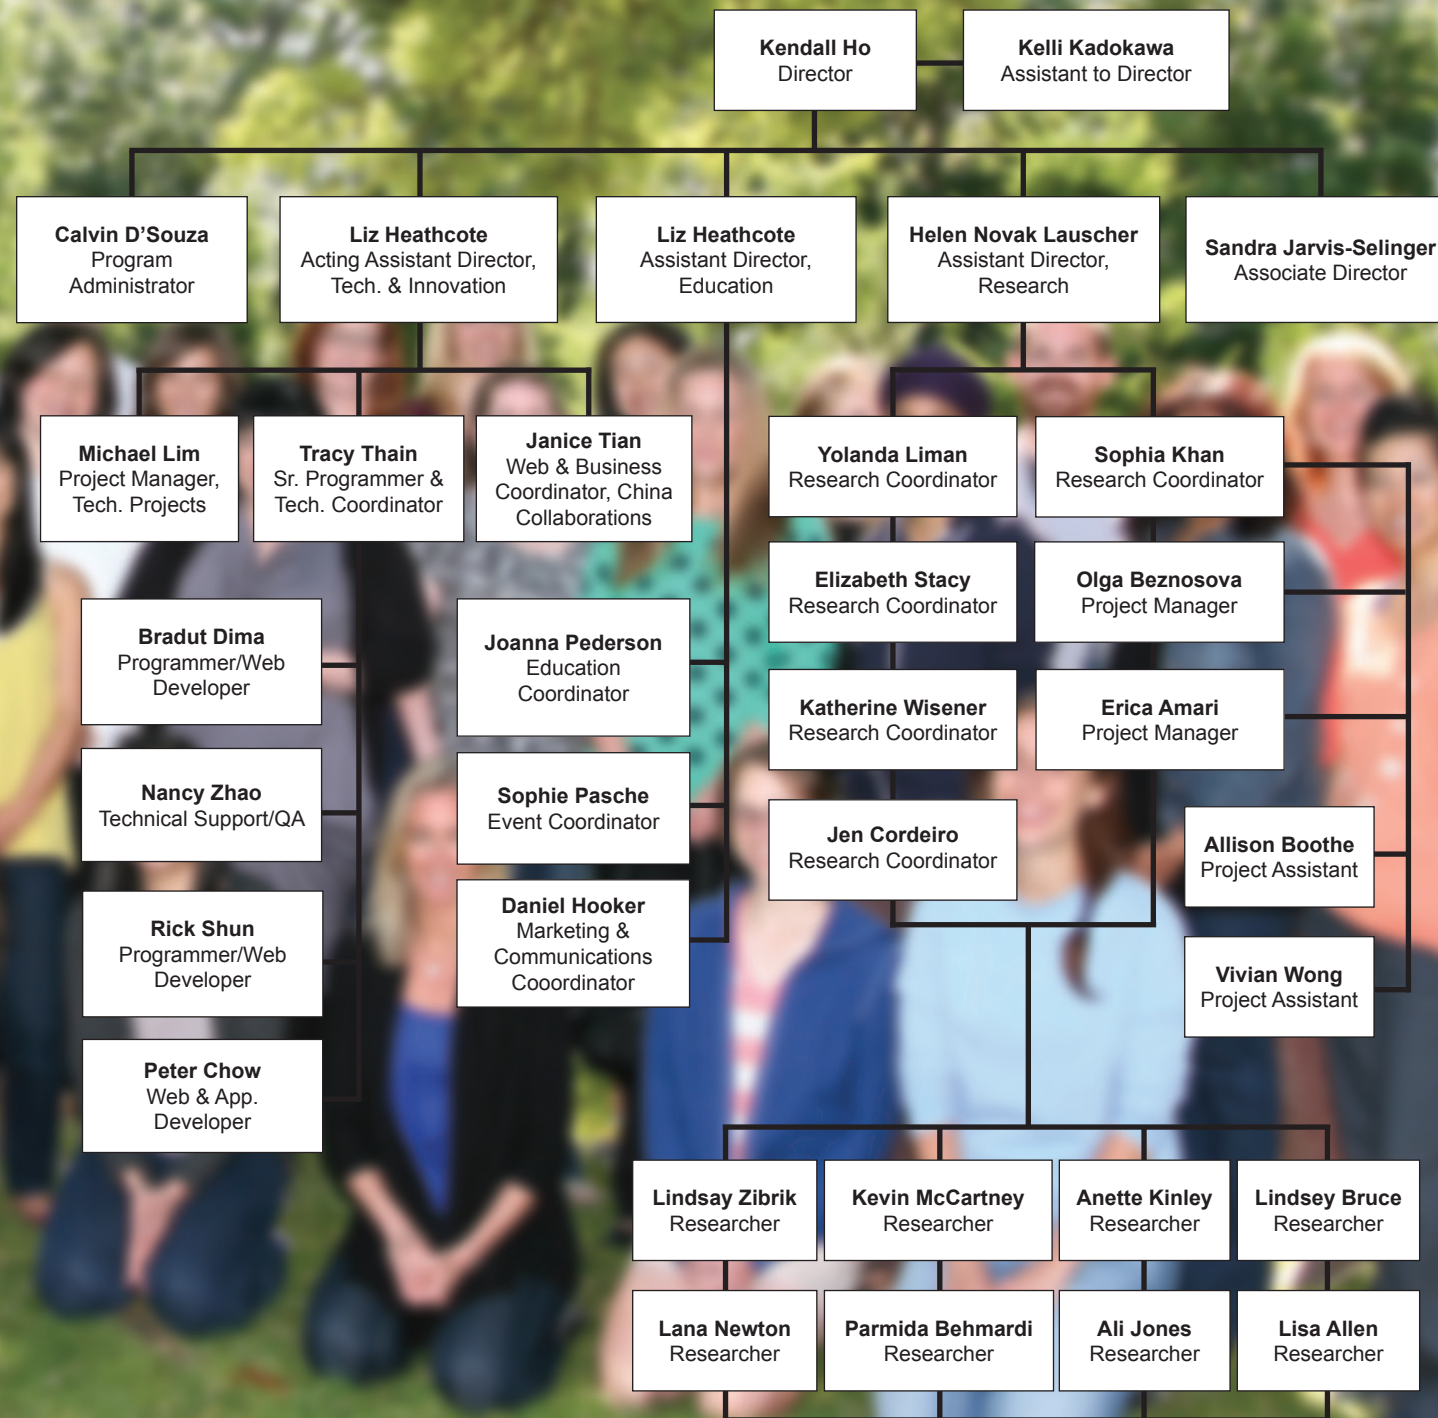 Kendall Ho
Director
Kelli Kadokawa
Assistant to Director
Calvin D'Souza
Program
Administrator
Liz Heathcote
Acting Assistant Director,
Tech. & Innovation
Liz Heathcote
Assistant Director,
Education
Helen Novak Lauscher
Assistant Director,
Research
Sandra Jarvis-Selinger
Associate Director
Michael Lim
Project Manager,
Tech. Projects
Tracy Thain
Sr. Programmer &
Tech. Coordinator
Janice Tian
Web & Business
Coordinator, China
Collaborations
Yolanda Liman
Research Coordinator
Sophia Khan
Research Coordinator
Elizabeth Stacy
Research Coordinator
Olga Beznosova
Project Manager
Bradut Dima
Programmer/Web
Developer
Joanna Pederson
Education
Coordinator
Katherine Wisener
Research Coordinator
Erica Amari
Project Manager
Nancy Zhao
Technical Support/QA
Sophie Pasche
Event Coordinator
Jen Cordeiro
Research Coordinator
Allison Boothe
Project Assistant
Rick Shun
Programmer/Web
Developer
Daniel Hooker
Marketing &
Communications
Cooordinator
Vivian Wong
Project Assistant
Peter Chow
Web & App.
Developer
Lindsay Zibrik
Researcher
Kevin McCartney
Researcher
Anette Kinley
Researcher
Lindsey Bruce
Researcher
Lana Newton
Researcher
Parmida Behmardi
Researcher
Ali Jones
Researcher
Lisa Allen
Researcher